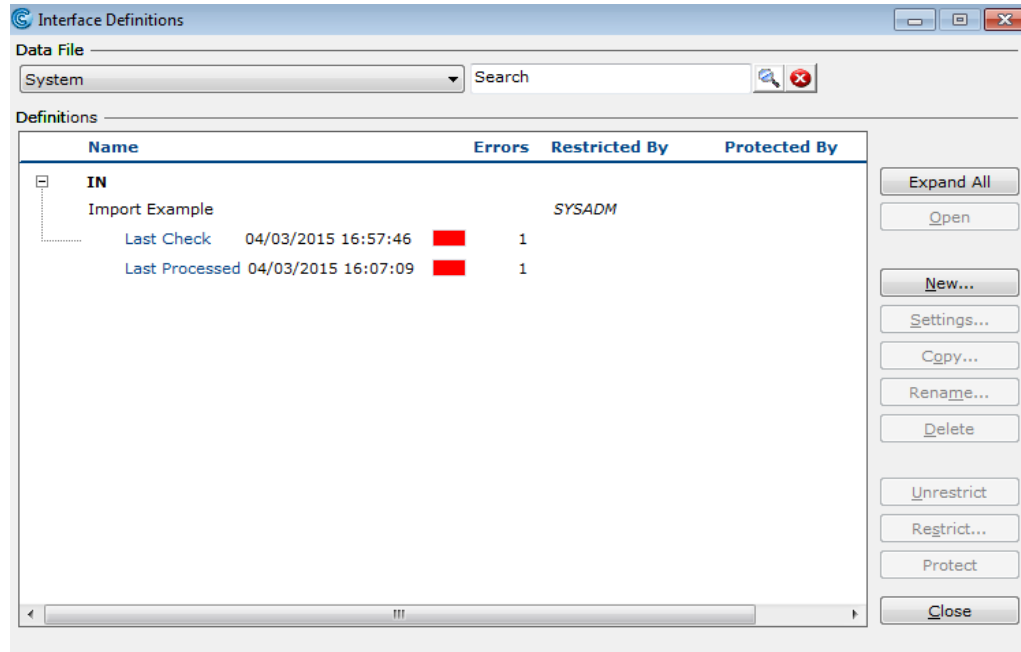 Interface Definitions
Data File
System
Search
Definitions
Name Errors Restricted By Protected By
IN
Import Example SYSADM
Last Check 04/03/2015 16:57:46 1
Last Processed 04/03/2015 16:07:09 1
Expand All
Open
New...
Settings...
Copy...
Rename...
Delete
Unrestrict
Restrict...
Protect
Close